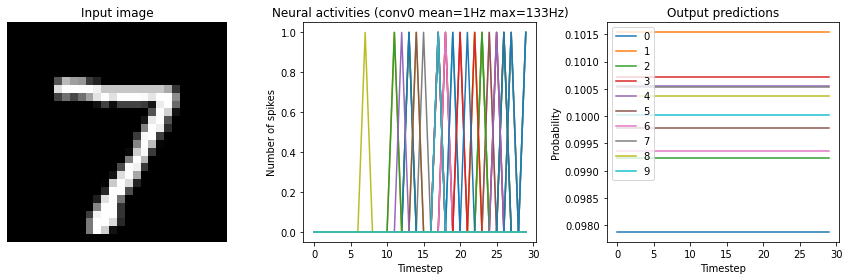 Input image
7
Neural activities (conv0 mean=1Hz max=133Hz)
Number of spikes
1.0
0.8
0.6
0.4
0.2
0.0
0 5 10 15 20 25 30
Timestep
Output predictions
Probability
0.1015
0.1010
0.1005
0.1000
0.0995
0.0990
0.0985
0.0980
0
1
2
3
4
5
6
7
8
9
0 5 10 15 20 25 30
Timestep